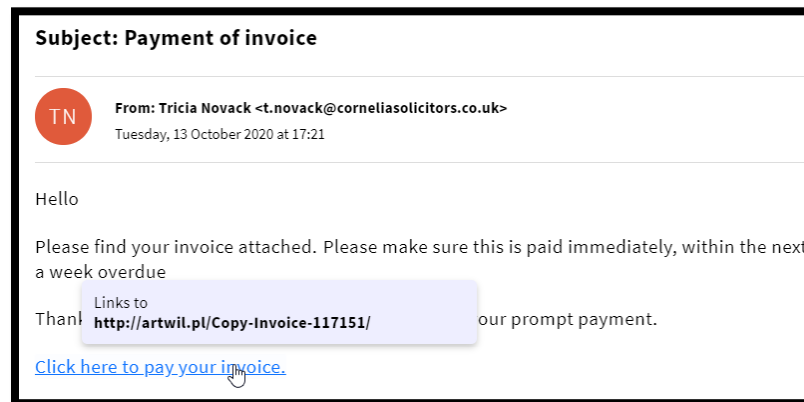 Subject: Payment of invoice
TN
From: Tricia Novack <t.novack@corneliasolicitors.co.uk>
Tuesday, 13 October 2020 at 17:21
Hello
Please find your invoice attached. Please make sure this is paid immediately, within the next
a week overdue
Links to
http://artwil.pl/Copy-Invoice-117151/
Thank our prompt payment.
Click here to pay your invoice.